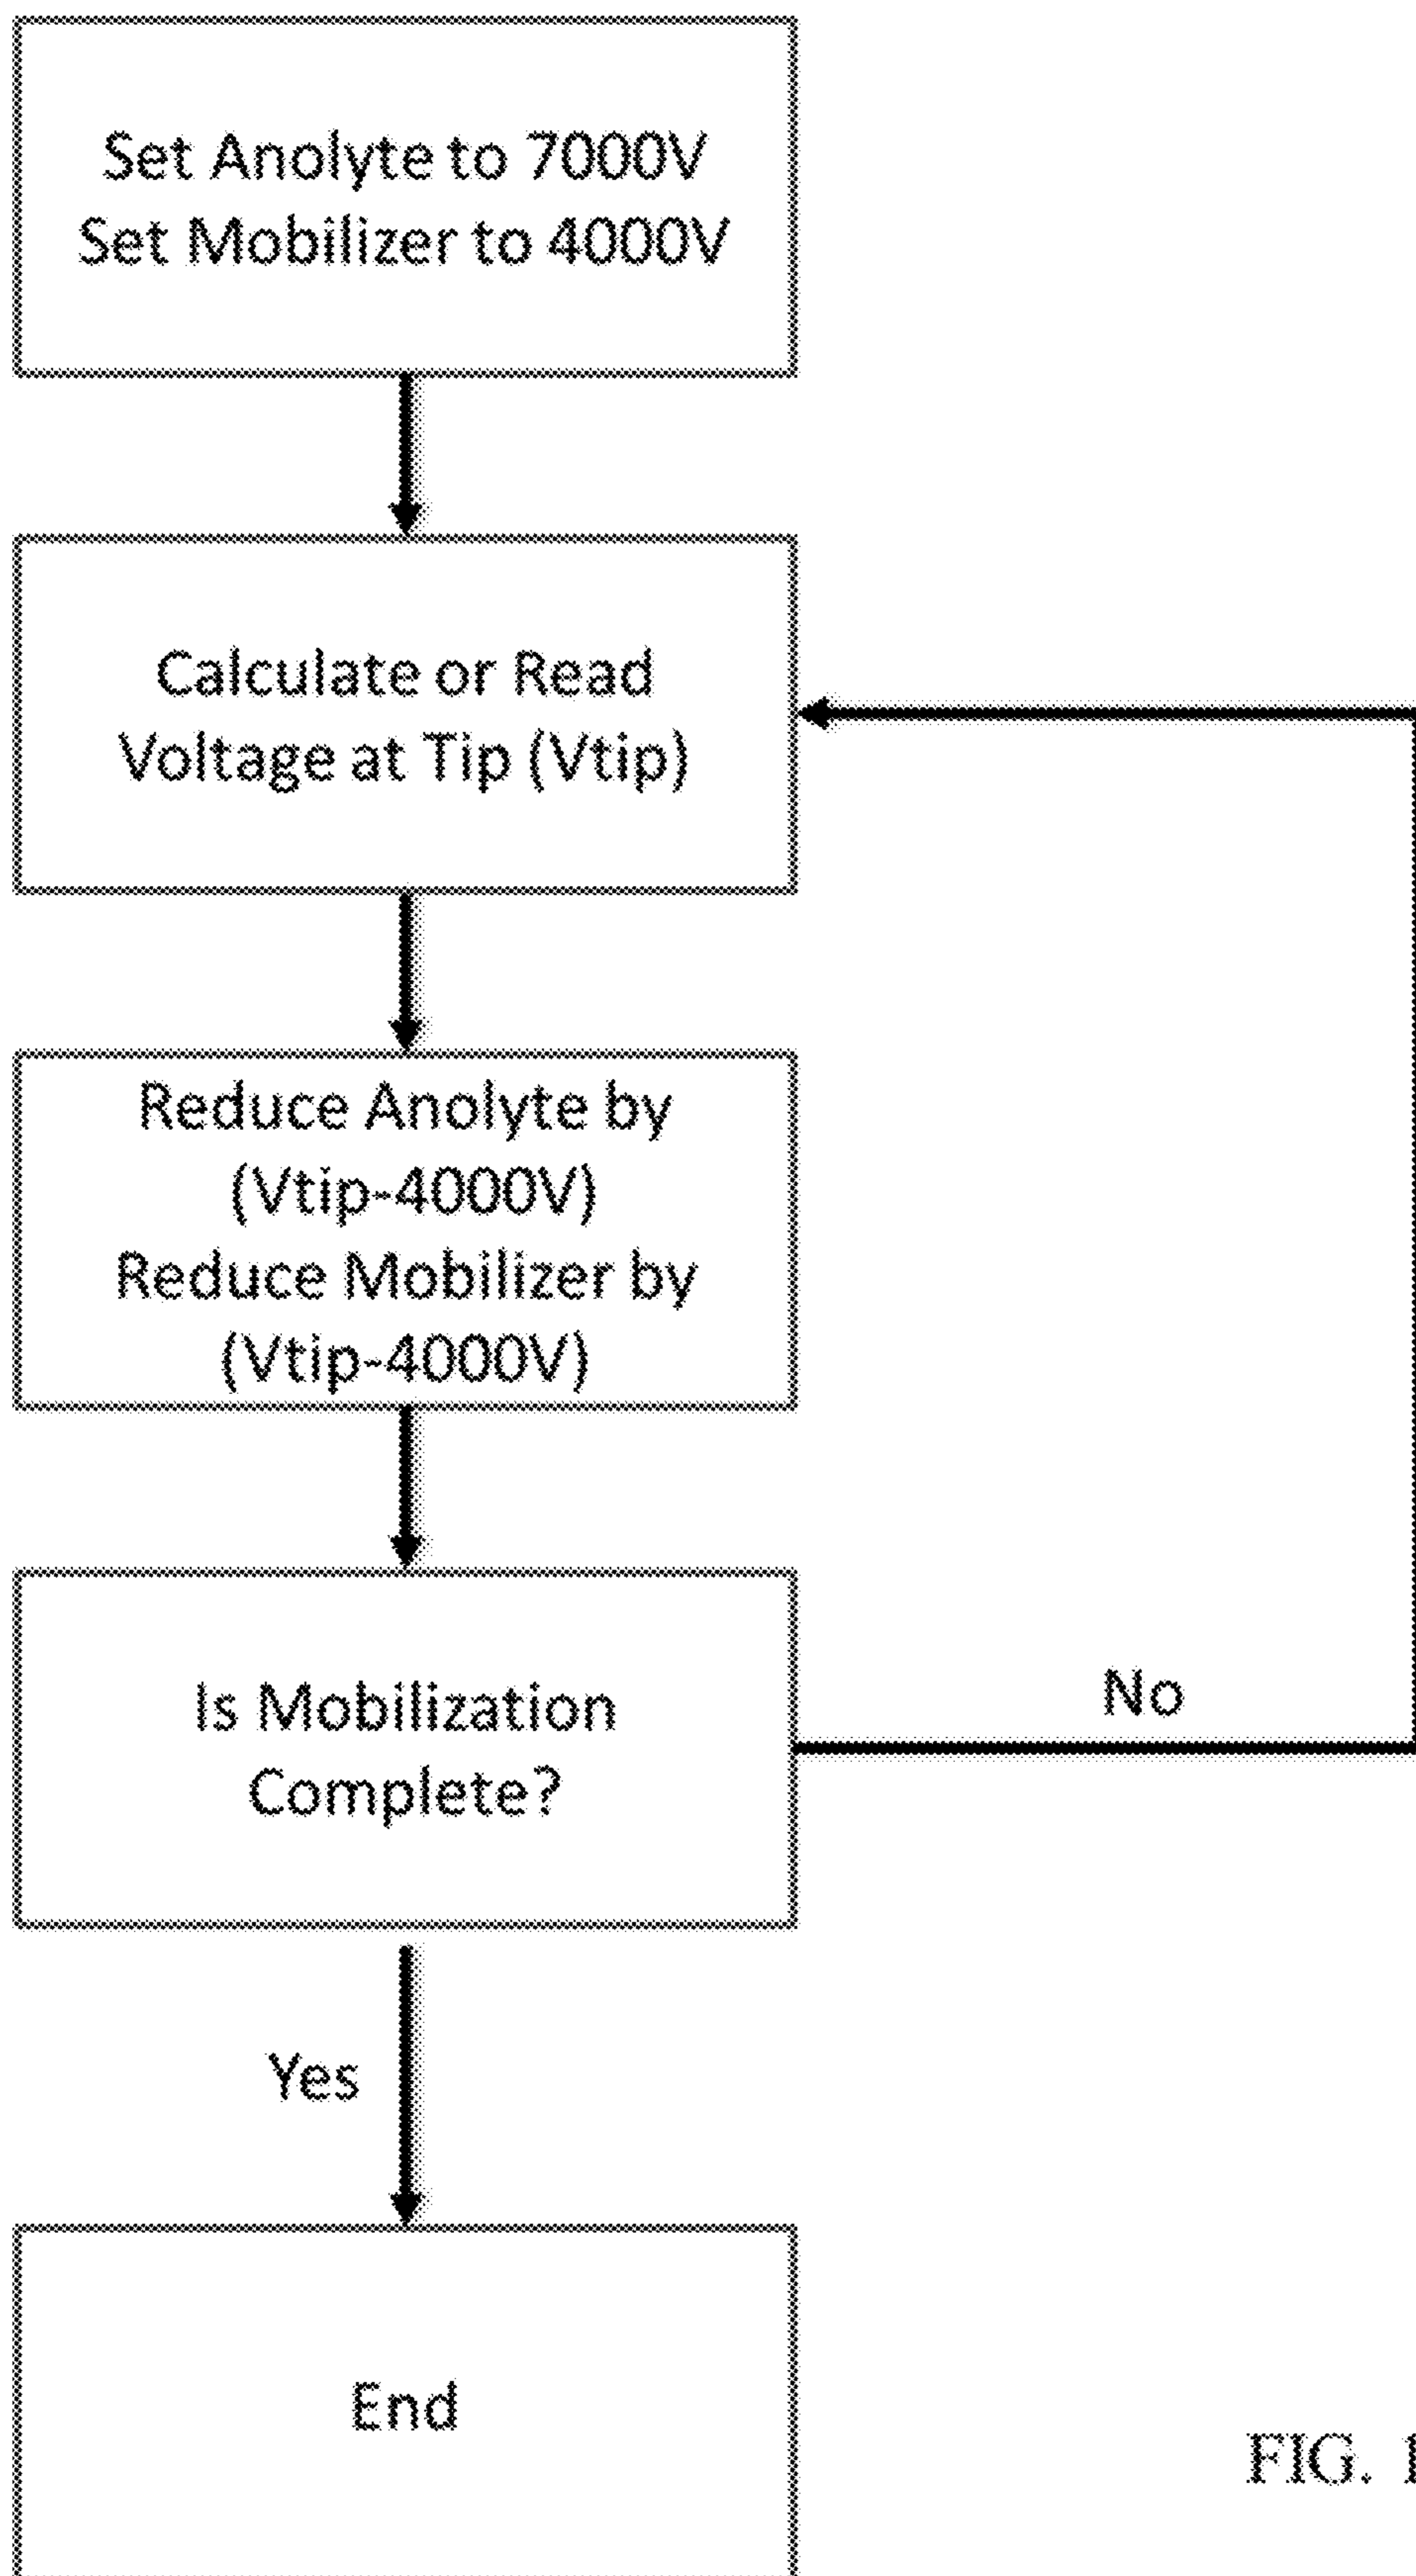 Set Anolyte to 7000V
Set Mobilizer to 4000V
Calculate or Read
Voltage at Tip (Vtip)
Reduce Anolyte by
(Vtip-4000V)
Reduce Mobilizer by
(Vtip-4000V)
Is Mobilization
Complete?
No
Yes
End
FIG.